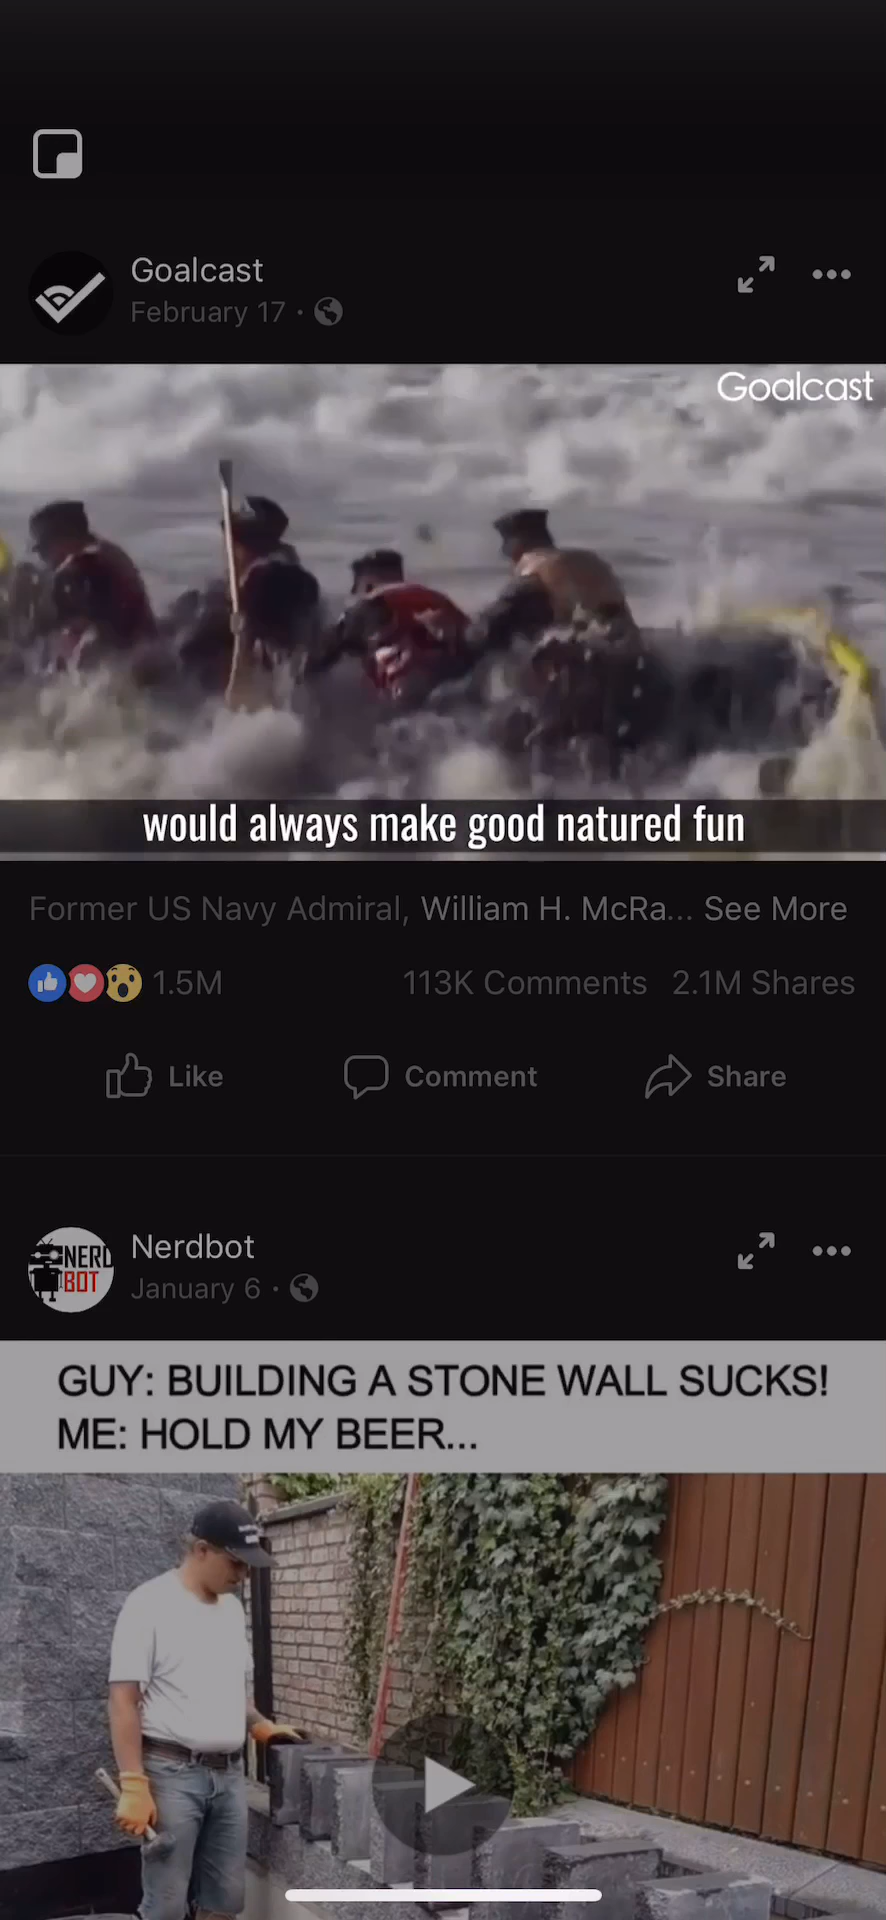 Goalcast
February 17 ·
Goalcast
would always make good natured fun
Former US Navy Admiral, William H. McRa... See More
1.5M 113K Comments 2.1M Shares
Like Comment Share
NERD
BOT
Nerdbot
January 6 ·
GUY: BUILDING A STONE WALL SUCKS!
ME: HOLD MY BEER...